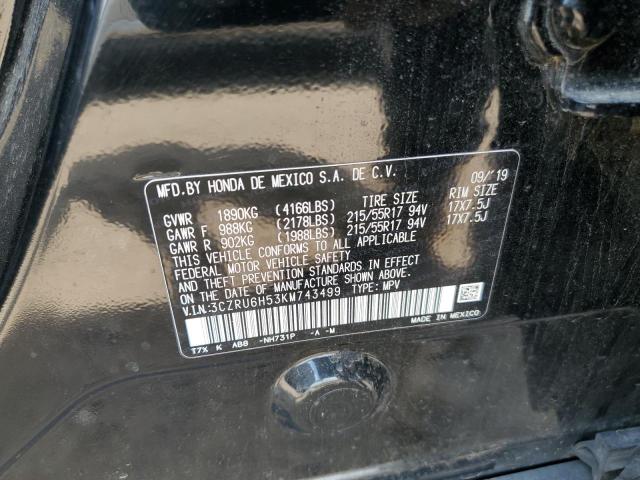 MFD.BY HONDA DE MEXICO S.A. DE C.V. 09/19
TIRE SIZE RIM SIZE
GVWR 1890KG (4166LBS)
GAWR F 988KG (2178LBS) 215/55R17 94V 17X7.5J
GAWR R 902KG (1988LBS) 215/55R17 94V 17X7.5J
THIS VEHICLE CONFORMS TO ALL APPLICABLE
FEDERAL MOTOR VEHICLE SAFETY
AND THEFT PREVENTION STANDARDS IN EFFECT
ON THE DATE OF MANUFACTURE SHOWN ABOVE.
V.I.N:3CZRU6H53KM743499 TYPE: MPV
T7X K AB8 -NH731P -A -M MADE IN MEXICO